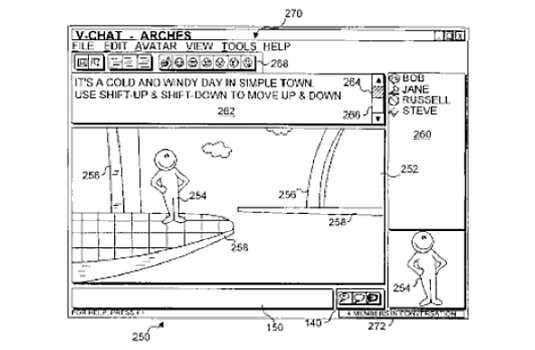 270
V-CHAT - ARCHES
FILE EDIT AVATAR VIEW TOOLS HELP
268
IT'S A COLD AND WINDY DAY IN SIMPLE TOWN.
USE SHIFT-UP & SHIFT-DOWN TO MOVE UP & DOWN
262
264
266
BOB
JANE
RUSSELL
STEVE
260
252
256
254
256
258
258
254
FOR HELP, PRESS F1
150
140
4 MEMBERS IN CONVERSATION
250
272